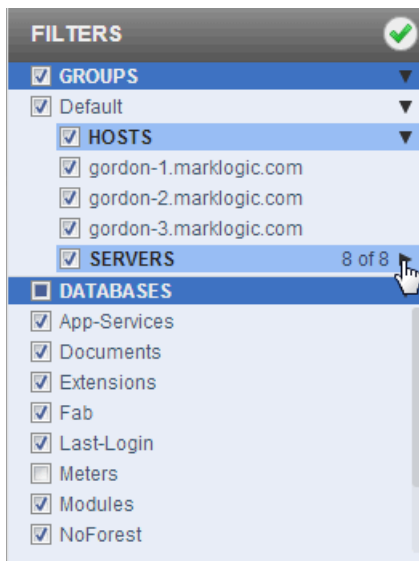 FILTERS
GROUPS
Default
HOSTS
gordon-1.marklogic.com
gordon-2.marklogic.com
gordon-3.marklogic.com
SERVERS 8 of 8
DATABASES
App-Services
Documents
Extensions
Fab
Last-Login
Meters
Modules
NoForest